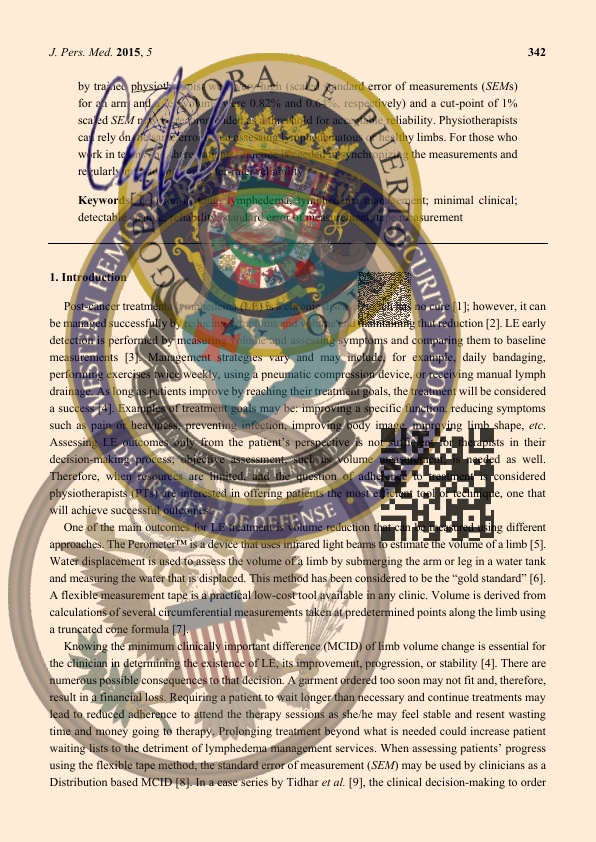 J. Pers. Med. 2015, 5 342
by trained (scaled standard error of measurements (SEMs)
for an arm and 0.82% and respectively) and a cut-point of 1%
scaled SEM threshold for acceptable reliability. Physiotherapists
can rely on assessing lymphedematous or healthy limbs. For those who
work in synchronizing the measurements and
regularly reliability.
Keywords: lymphedema; management; minimal clinical;
detectable reliability; standard error of measurement; tape measurement
1. Introduction
Post-cancer treatment lymphedema (LE) is a chronic has no cure [1]; however, it can
be managed successfully by reducing and volume and maintaining that reduction [2]. LE early
detection is performed by measuring volume and assessing symptoms and comparing them to baseline
measurements [3]. Management strategies vary and may include, for example, daily bandaging,
performing exercises twice weekly, using a pneumatic compression device, or receiving manual lymph
drainage. As long as patients improve by reaching their treatment goals, the treatment will be considered
a success [4]. Examples of treatment goals may be: improving a specific function, reducing symptoms
such as pain or heaviness, preventing infection, improving body image, improving limb shape, etc.
Assessing LE outcomes only from the patient's perspective is not sufficient for therapists in their
decision-making process; objective assessment, such as volume measurement, is needed as well.
Therefore, when resources are limited, and the question of adherence to treatment is considered
physiotherapists (PTs) are interested in offering patients the most efficient tool or technique, one that
will achieve successful outcomes.
One of the main outcomes for LE treatment is volume reduction that can be measured using different
approaches. The Perometer™ is a device that uses infrared light beams to estimate the volume of a limb [5].
Water displacement is used to assess the volume of a limb by submerging the arm or leg in a water tank
and measuring the water that is displaced. This method has been considered to be the “gold standard” [6].
A flexible measurement tape is a practical low-cost tool available in any clinic. Volume is derived from
calculations of several circumferential measurements taken at predetermined points along the limb using
a truncated cone formula [7].
Knowing the minimum clinically important difference (MCID) of limb volume change is essential for
the clinician in determining the existence of LE, its improvement, progression, or stability [4]. There are
numerous possible consequences to that decision. A garment ordered too soon may not fit and, therefore,
result in a financial loss. Requiring a patient to wait longer than necessary and continue treatments may
lead to reduced adherence to attend the therapy sessions as she/he may feel stable and resent wasting
time and money going to therapy. Prolonging treatment beyond what is needed could increase patient
waiting lists to the detriment of lymphedema management services. When assessing patients' progress
using the flexible tape method, the standard error of measurement (SEM) may be used by clinicians as a
Distribution based MCID [8]. In a case series by Tidhar et al. [9], the clinical decision-making to order